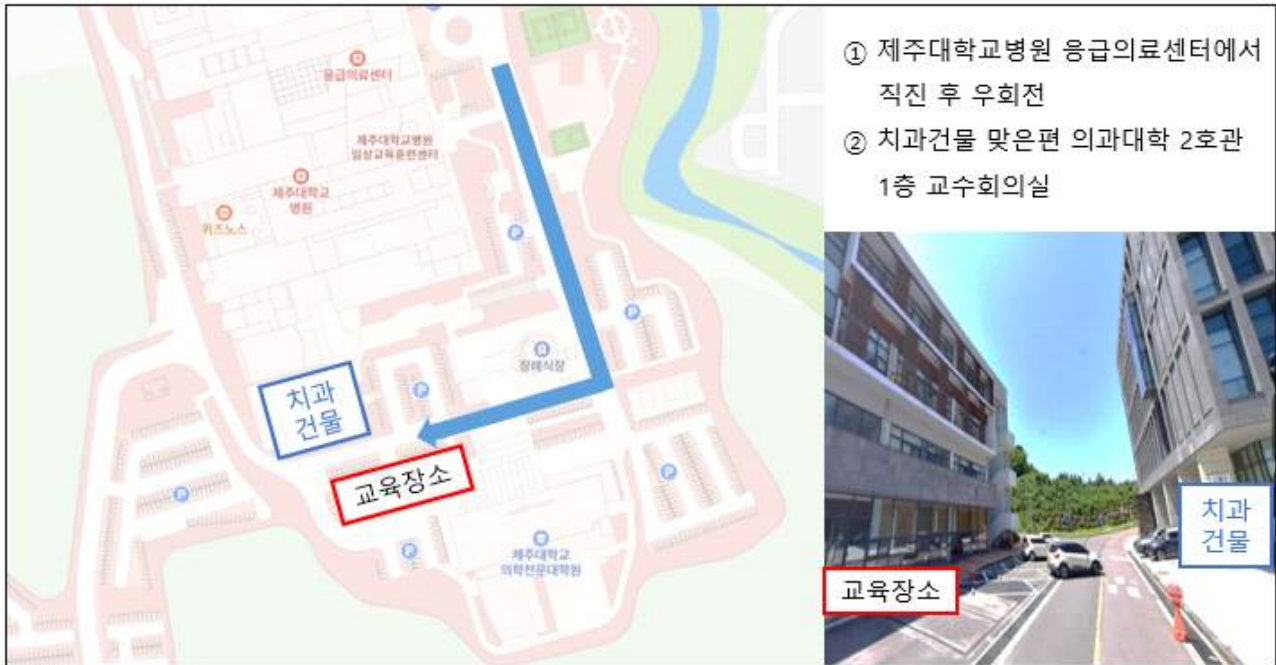 응급의료센터
제주대학교병원
임상교육훈련센터
제주대학교
병원
위즈노스
P
P
장례식장
치과
건물
P
교육장소
P
P
P
제주대학교
의학전문대학원
① 제주대학교병원 응급의료센터에서
직진 후 우회전
② 치과건물 맞은편 의과대학 2호관
1층 교수회의실
치과
건물
교육장소